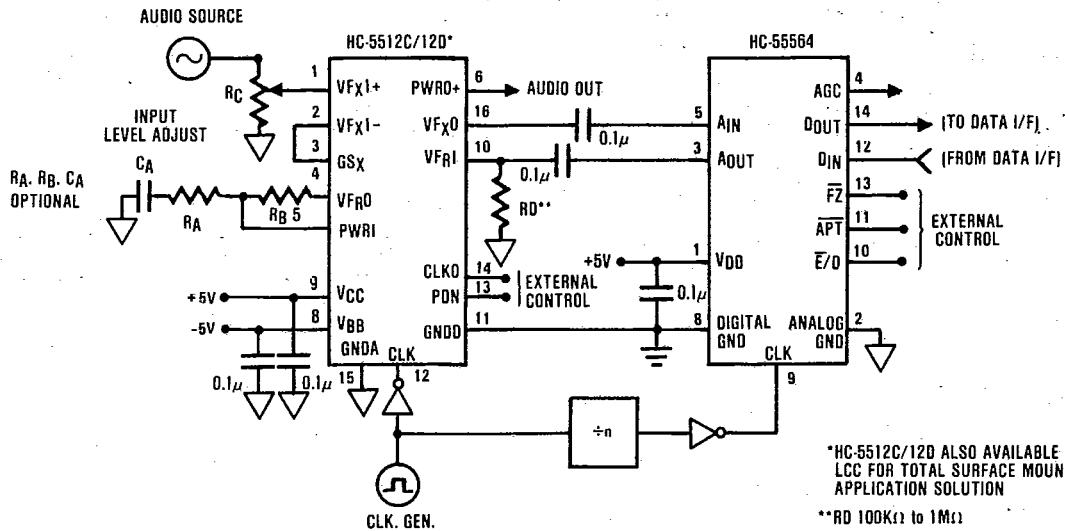 AUDIO SOURCE
HC-5512C/12D*
HC-55564
RC
INPUT
LEVEL ADJUST
RA, RB, CA
OPTIONAL
CA
RA
RB
1
VFX1+
2
VFX1-
3
GSX
4
VFRO
5
PWRI
9
VCC
+5V
8
VBB
-5V
0.1μ
0.1μ
GNDA
15
CLK
12
PWRO+
6
AUDIO OUT
VFXO
16
0.1μ
VFRI
10
0.1μ
RD**
CLKO
14
PDN
13
EXTERNAL
CONTROL
GNDD
11
5
AIN
3
AOUT
+5V
1
VDD
0.1μ
8
DIGITAL
GND
AGC
4
DOUT
14
(TO DATA I/F)
DIN
12
(FROM DATA I/F)
FZ
13
APT
11
E/D
10
EXTERNAL
CONTROL
ANALOG
GND
2
CLK
9
÷n
CLK. GEN.
*HC-5512C/12D ALSO AVAILABLE
LCC FOR TOTAL SURFACE MOUN
APPLICATION SOLUTION
**RD 100KΩ to 1MΩ